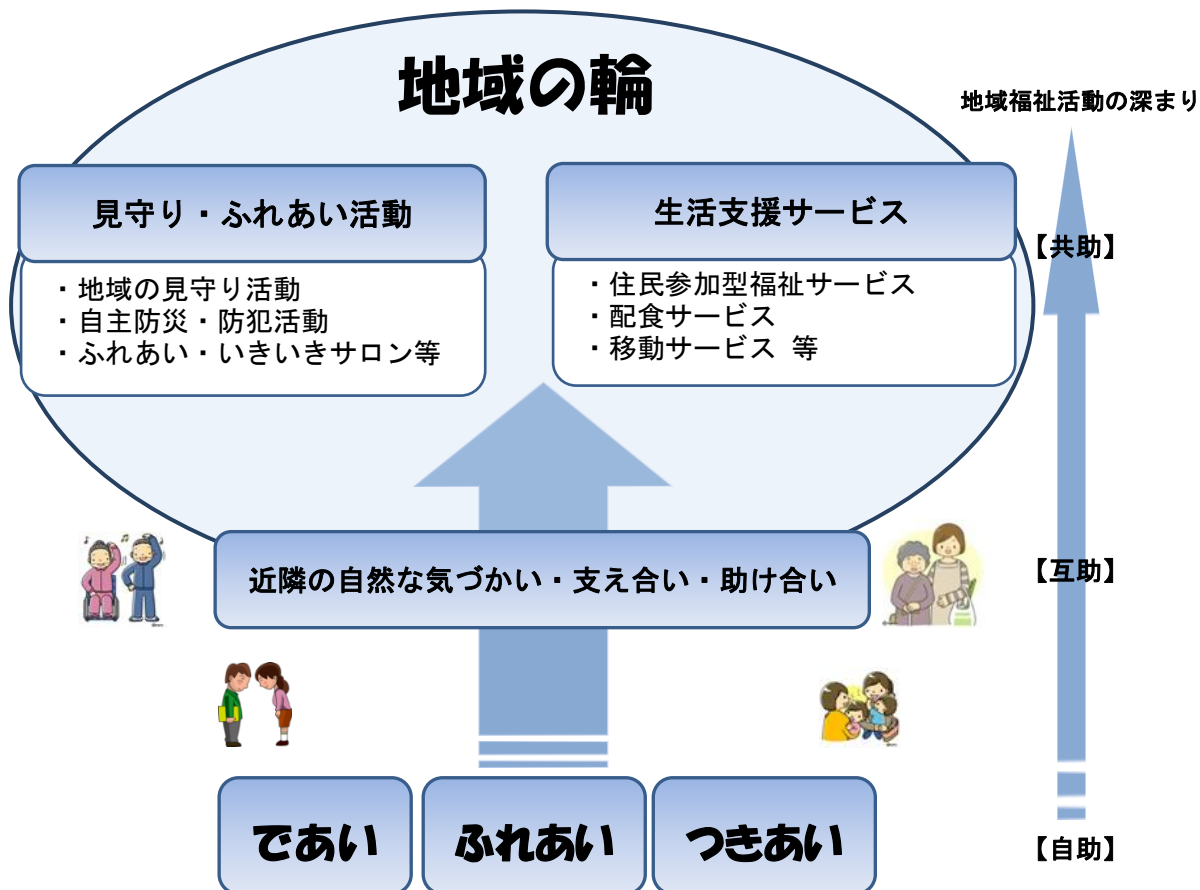 地域の輪
地域福祉活動の深まり
見守り・ふれあい活動
・地域の見守り活動
・自主防災・防犯活動
・ふれあい・いきいきサロン等
生活支援サービス
・住民参加型福祉サービス
・配食サービス
・移動サービス 等
【共助】
近隣の自然な気づかい・支え合い・助け合い
【互助】
であい
ふれあい
つきあい
【自助】